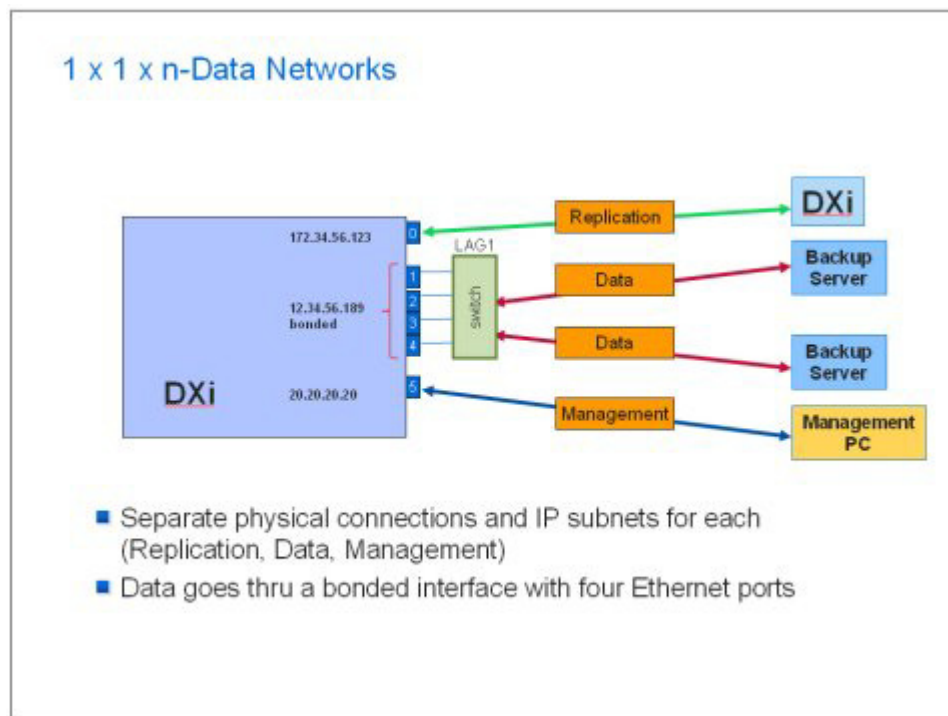 1 x 1 x n-Data Networks
DXi
Replication
172.34.56.123
0
LAG1
Backup
Server
1
Data
2
switch
12.34.56.189
bonded
3
Data
4
Backup
Server
5
DXi
20.20.20.20
Management
Management
PC
Separate physical connections and IP subnets for each
(Replication, Data, Management)
Data goes thru a bonded interface with four Ethernet ports